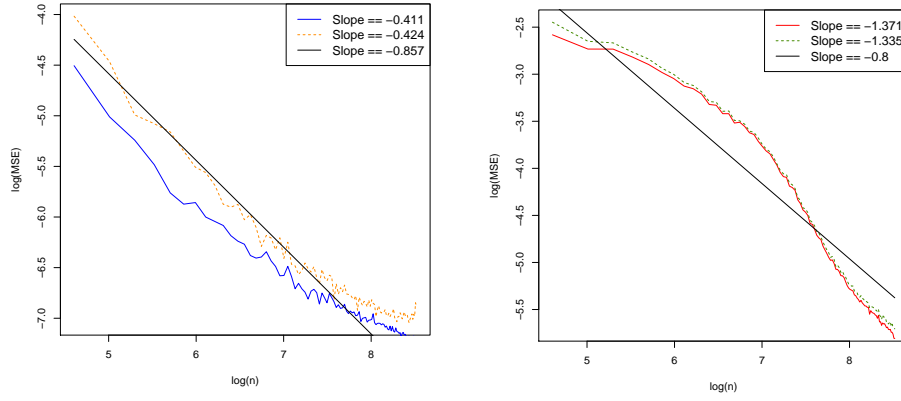 Slope == −0.411
Slope == −0.424
Slope == −0.857
log(MSE)
−4.0
−4.5
−5.0
−5.5
−6.0
−6.5
−7.0
5
6
7
8
log(n)
Slope == −1.371
Slope == −1.335
Slope == −0.8
log(MSE)
−2.5
−3.0
−3.5
−4.0
−4.5
−5.0
−5.5
5
6
7
8
log(n)